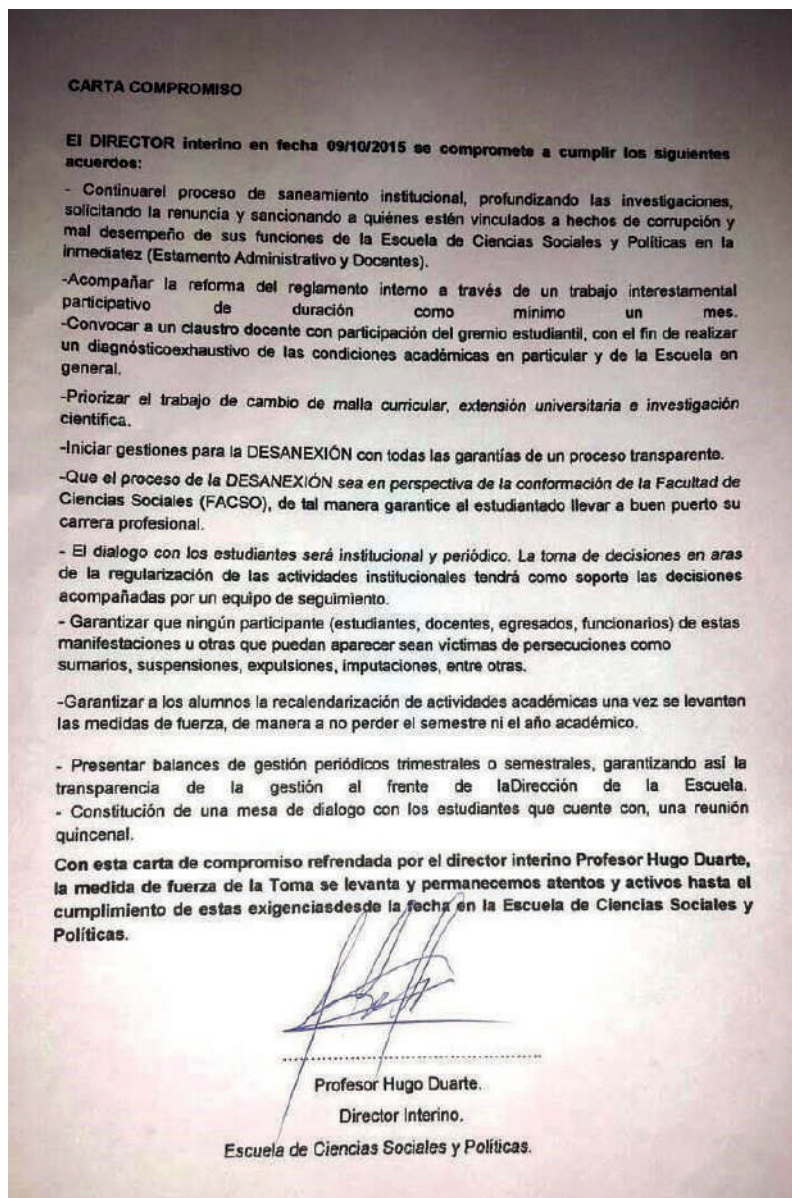 CARTA COMPROMISO
El DIRECTOR interino en fecha 09/10/2015 se compromete a cumplir los siguientes
acuerdos:
- Continuarel proceso de saneamiento institucional, profundizando las investigaciones,
solicitando la renuncia y sancionando a quiénes estén vinculados a hechos de corrupción y
mal desempeño de sus funciones de la Escuela de Ciencias Sociales y Políticas en la
inmediatez (Estamento Administrativo y Docentes).
-Acompañar la reforma del reglamento interno a través de un trabajo interestamental
participativo de duración como mínimo un mes.
-Convocar a un claustro docente con participación del gremio estudiantil, con el fin de realizar
un diagnósticoexhaustivo de las condiciones académicas en particular y de la Escuela en
general.
-Priorizar el trabajo de cambio de malla curricular, extensión universitaria e investigación
científica.
-Iniciar gestiones para la DESANEXIÓN con todas las garantías de un proceso transparente.
-Que el proceso de la DESANEXIÓN sea en perspectiva de la conformación de la Facultad de
Ciencias Sociales (FACSO), de tal manera garantice al estudiantado llevar a buen puerto su
carrera profesional.
- El dialogo con los estudiantes será institucional y periódico. La toma de decisiones en aras
de la regularización de las actividades institucionales tendrá como soporte las decisiones
acompañadas por un equipo de seguimiento.
- Garantizar que ningún participante (estudiantes, docentes, egresados, funcionarios) de estas
manifestaciones u otras que puedan aparecer sean victimas de persecuciones como
sumarios, suspensiones, expulsiones, imputaciones, entre otras.
-Garantizar a los alumnos la recalendarización de actividades académicas una vez se levanten
las medidas de fuerza, de manera a no perder el semestre ni el año académico.
- Presentar balances de gestión periódicos trimestrales o semestrales, garantizando así la
transparencia de la gestión al frente de laDirección de la Escuela.
- Constitución de una mesa de dialogo con los estudiantes que cuente con, una reunión
quincenal.
Con esta carta de compromiso refrendada por el director interino Profesor Hugo Duarte,
la medida de fuerza de la Toma se levanta y permanecemos atentos y activos hasta el
cumplimiento de estas exigenciasdesde la fecha en la Escuela de Ciencias Sociales y
Políticas.
Profesor Hugo Duarte.
Director Interino.
Escuela de Ciencias Sociales y Políticas.